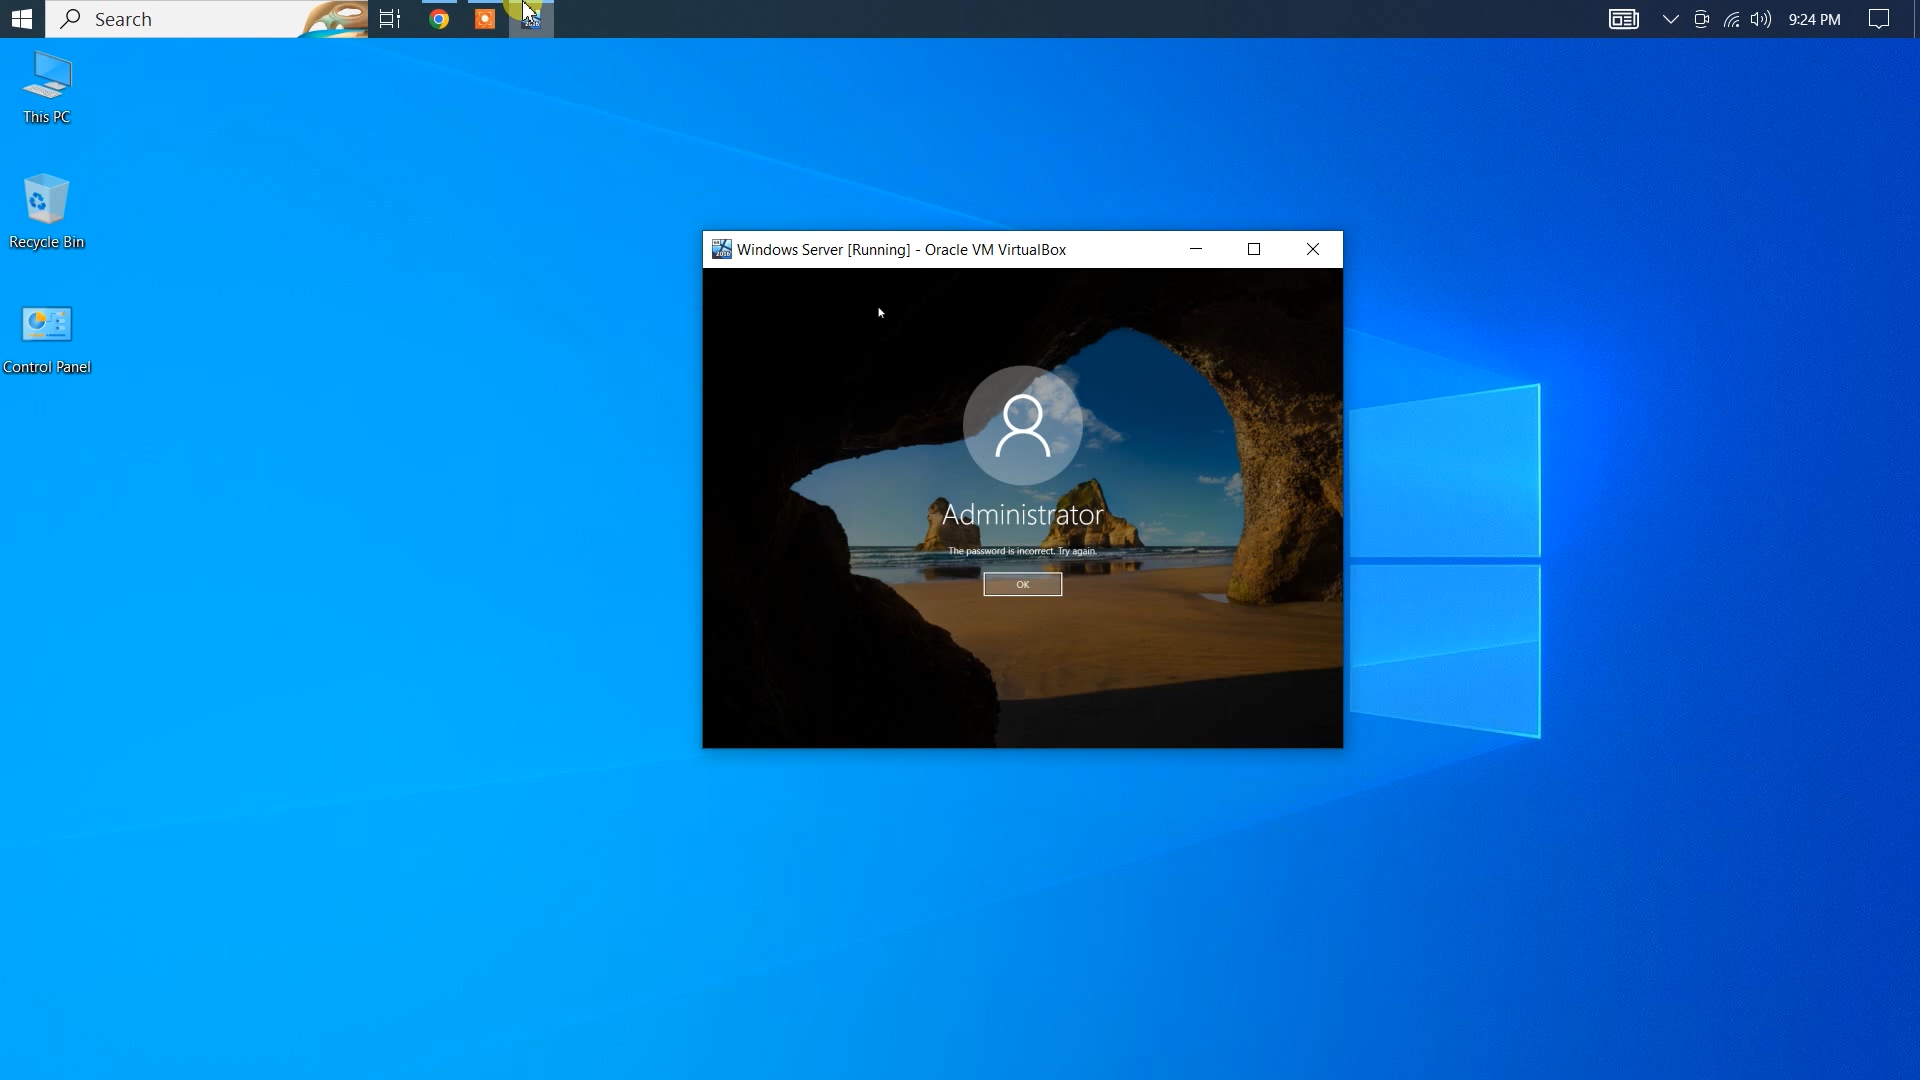 Search
9:24 PM
This PC
Recycle Bin
Control Panel
Windows Server [Running] - Oracle VM VirtualBox
Administrator
The password is incorrect. Try again.
OK